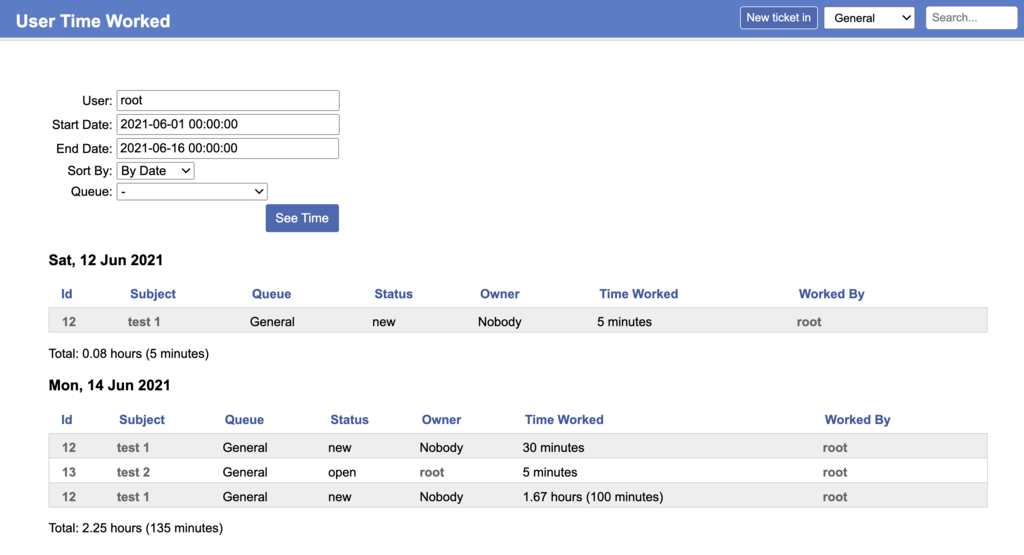 User Time Worked New ticket in General Search...
User: root
Start Date: 2021-06-01 00:00:00
End Date: 2021-06-16 00:00:00
Sort By: By Date
Queue: -
See Time
Sat, 12 Jun 2021
Id Subject Queue Status Owner Time Worked Worked By
12 test 1 General new Nobody 5 minutes root
Total: 0.08 hours (5 minutes)
Mon, 14 Jun 2021
Id Subject Queue Status Owner Time Worked Worked By
12 test 1 General new Nobody 30 minutes root
13 test 2 General open root 5 minutes root
12 test 1 General new Nobody 1.67 hours (100 minutes) root
Total: 2.25 hours (135 minutes)